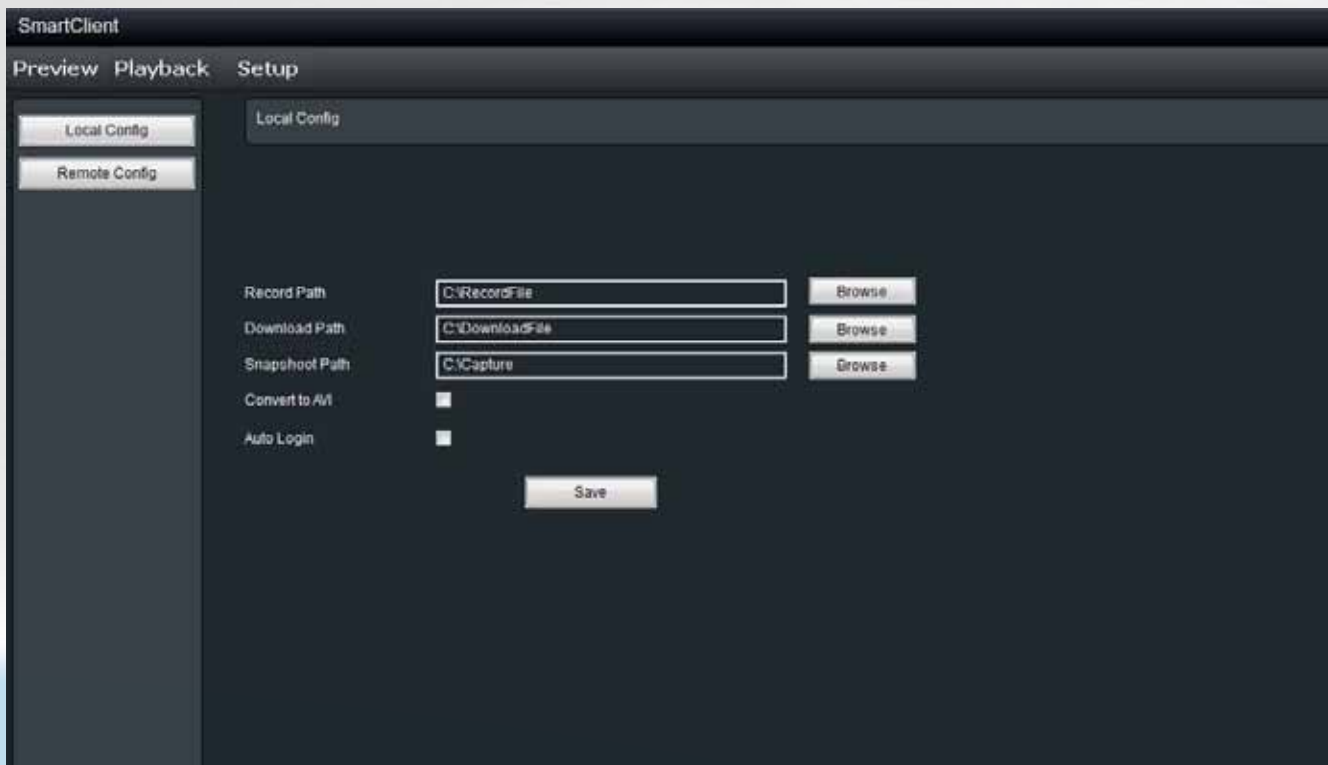 SmartClient
Preview Playback Setup
Local Config
Remote Config
Local Config
Record Path C:\RecordFile Browse
Download Path C:\DownloadFile Browse
Snapshoot Path C:\Capture Browse
Convert to AVI
Auto Login
Save